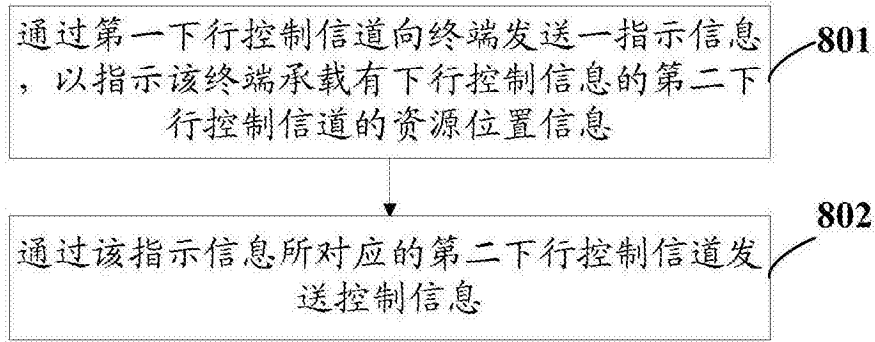 通过第一下行控制信道向终端发送一指示信息
，以指示该终端承载有下行控制信息的第二下
行控制信道的资源位置信息
801
通过该指示信息所对应的第二下行控制信道发
送控制信息
802